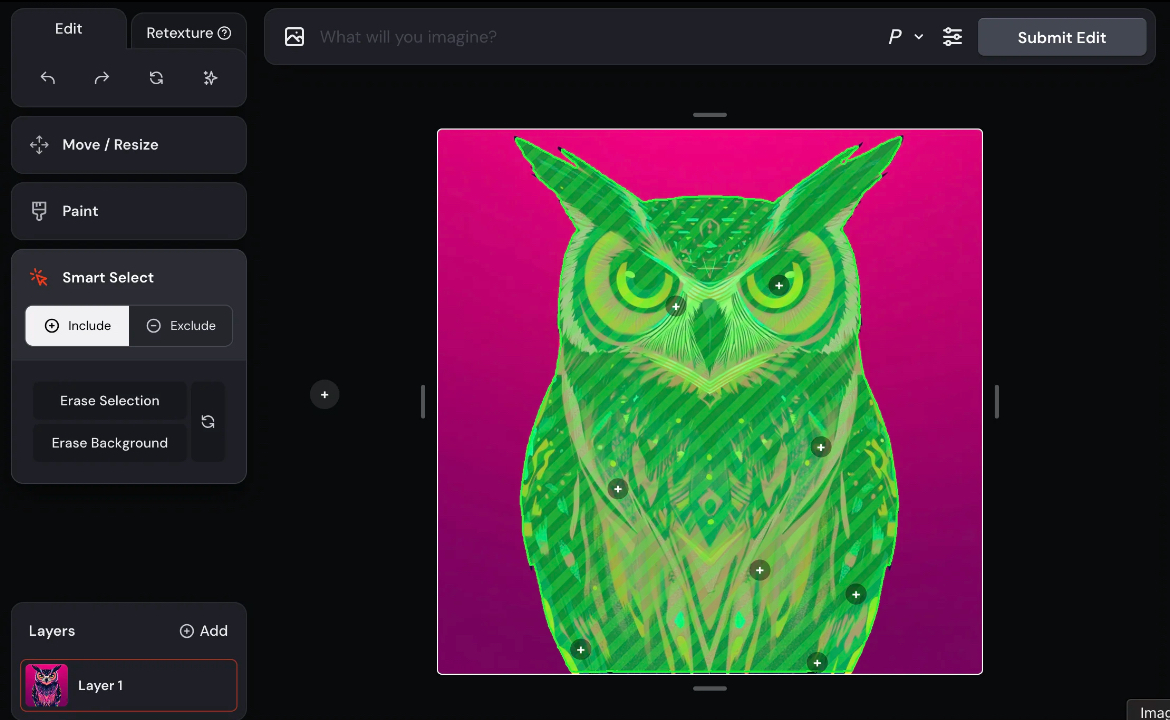 Edit
Retexture
What will you imagine?
P
Submit Edit
Move / Resize
Paint
Smart Select
Include
Exclude
Erase Selection
Erase Background
Layers
Add
Layer 1
Imag